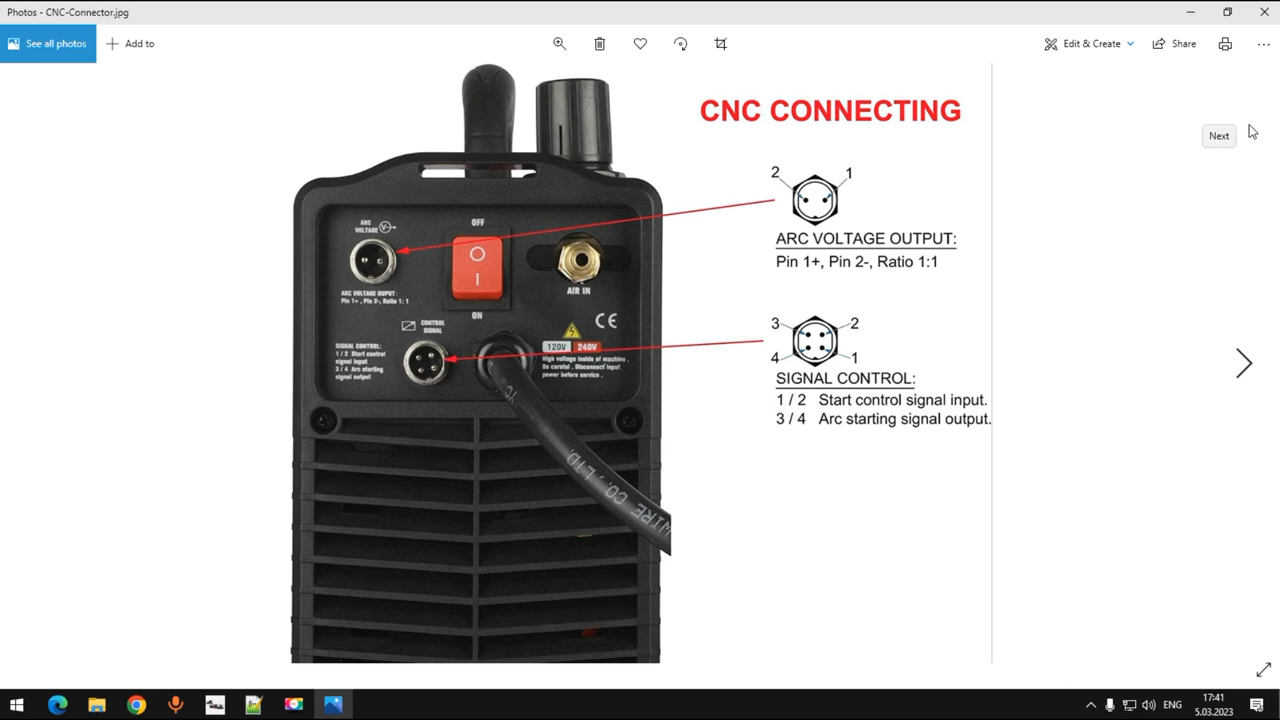 Photos - CNC-Connector.jpg
See all photos
Add to
Edit & Create
Share
CNC CONNECTING
Next
2 1
ARC VOLTAGE OUTPUT:
Pin 1+, Pin 2-, Ratio 1:1
3 2
4 1
SIGNAL CONTROL:
1 / 2 Start control signal input.
3 / 4 Arc starting signal output.
ARC
VOLTAGE
V
OFF
ON
ARC VOLTAGE OUPUT:
Pin 1+ , Pin 2-, Ratio 1: 1
AIR IN
CONTROL
SIGNAL
SIGNAL CONTROL:
1 / 2 Start control
signal input
3 / 4 Arc starting
signal output
CE
120V 240V
High voltage inside of machine .
Be careful . Disconnect input
power before service .
YC
WIRE CO., LTD.
17:41
ENG
5.03.2023